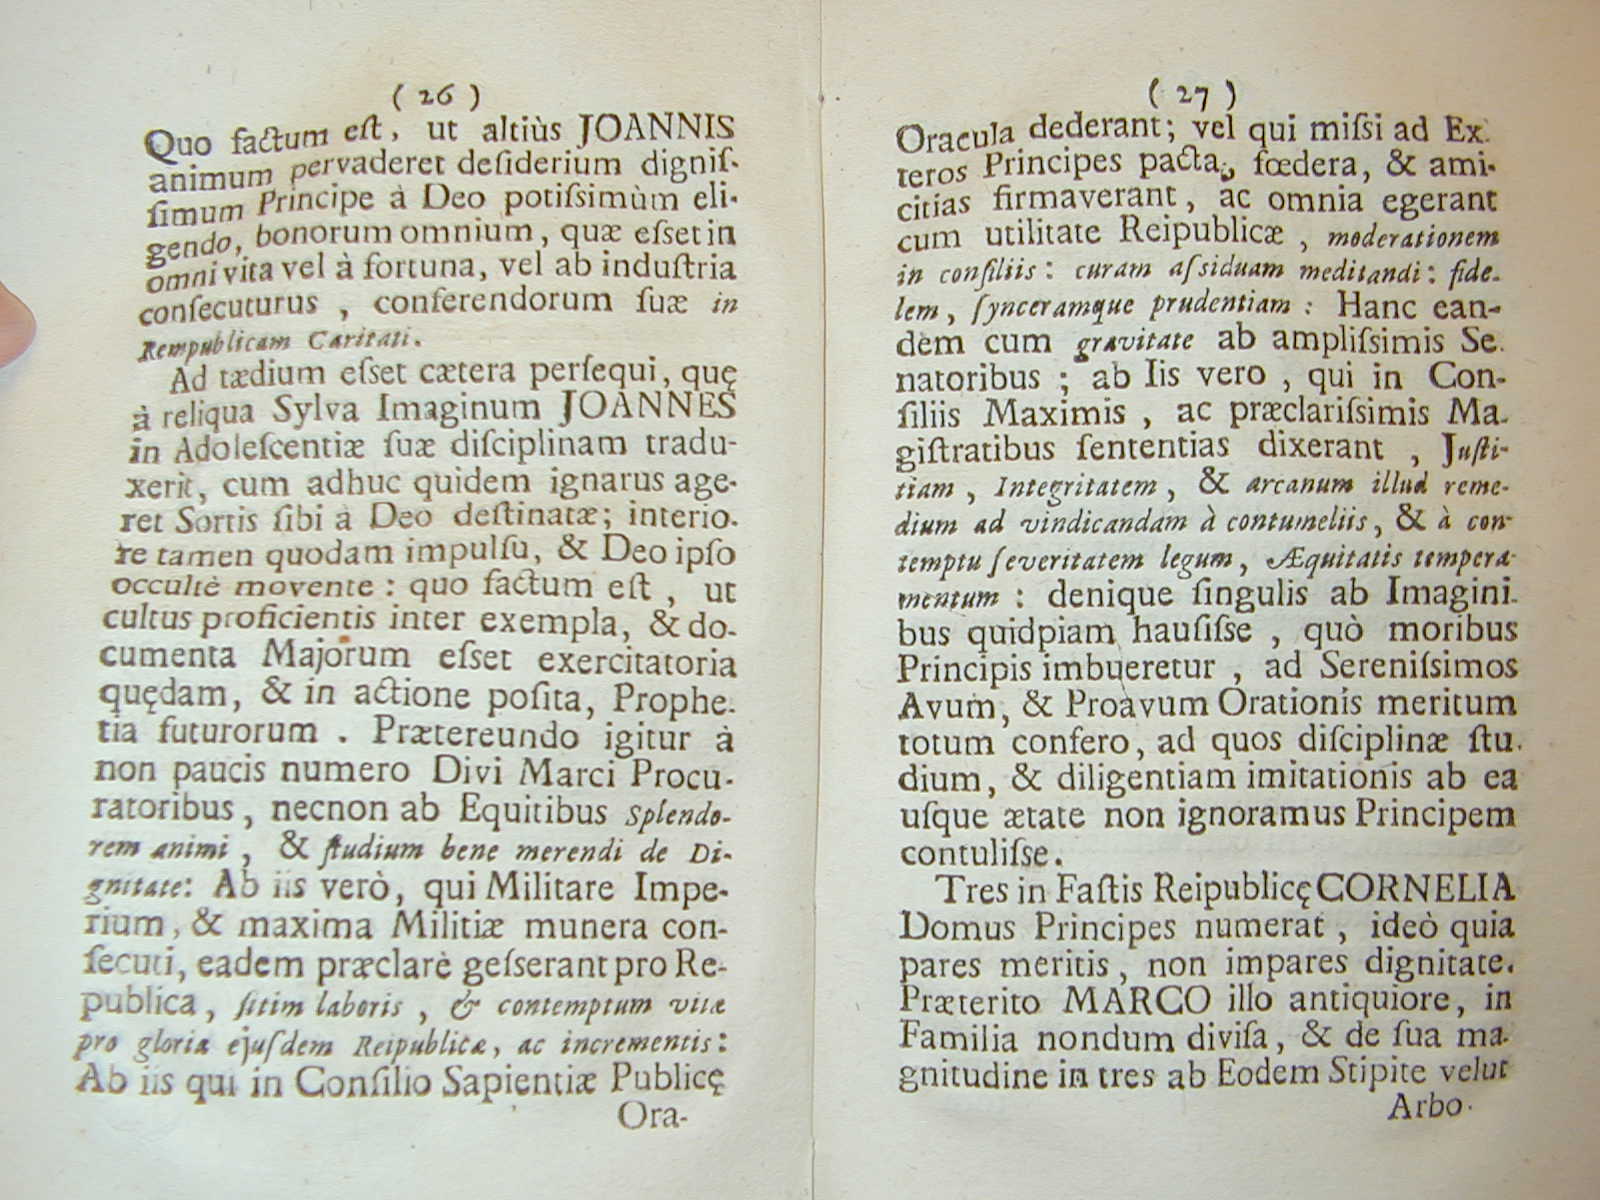 ( 26 )
Quo factum eſt, ut altiùs JOANNIS
animum pervaderet deſiderium digniſ-
ſimum Principe à Deo potiſsimùm eli-
gendo, bonorum omnium, quæ eſset in
omni vita vel à fortuna, vel ab induſtria
conſecuturus , conferendorum ſuæ in
Rempublicam Caritati.
Ad tædium eſset cætera perſequi, quę
à reliqua Sylva Imaginum JOANNES
in Adoleſcentiæ ſuæ diſciplinam tradu-
xerit, cum adhuc quidem ignarus age-
ret Sortis ſibi à Deo deſtinatæ; interio-
re tamen quodam impulſu, & Deo ipſo
occultè movente : quo factum eſt , ut
cultus proficientis inter exempla, & do-
cumenta Majorum eſset exercitatoria
quędam, & in actione poſita, Prophe-
tia futurorum . Prætereundo igitur à
non paucis numero Divi Marci Procu-
ratoribus , necnon ab Equitibus Splendo-
rem animi , & ſtudium bene merendi de Di-
gnitate: Ab iis verò, qui Militare Impe-
rium, & maxima Militiæ munera con-
ſecuti, eadem præclarè geſserant pro Re-
publica , ſitim laboris , & contemptum vitæ
pro gloria ejuſdem Reipublicæ, ac incrementis:
Ab iis qui in Conſilio Sapientiæ Publicę
Ora-
( 27 )
Oracula dederant; vel qui miſsi ad Ex-
teros Principes pacta, fœdera, & ami-
citias firmaverant , ac omnia egerant
cum utilitate Reipublicæ , moderationem
in conſiliis : curam aſsiduam meditandi : fide-
lem , ſynceramque prudentiam : Hanc ean-
dem cum gravitate ab ampliſsimis Se-
natoribus ; ab Iis vero , qui in Con-
ſiliis Maximis , ac præclariſsimis Ma-
giſtratibus ſententias dixerant , Juſti-
tiam , Integritatem , & arcanum illud reme-
dium ad vindicandam à contumeliis, & à con-
temptu ſeveritatem legum, Æquitatis tempera-
mentum : denique ſingulis ab Imagini-
bus quidpiam hauſiſse , quò moribus
Principis imbueretur , ad Sereniſsimos
Avum, & Proavum Orationis meritum
totum confero, ad quos diſciplinæ ſtu-
dium, & diligentiam imitationis ab ea
uſque ætate non ignoramus Principem
contuliſse.
Tres in Faſtis Reipublicę CORNELIA
Domus Principes numerat , ideò quia
pares meritis , non impares dignitate.
Præterito MARCO illo antiquiore, in
Familia nondum diviſa, & de ſua ma-
gnitudine in tres ab Eodem Stipite velut
Arbo-